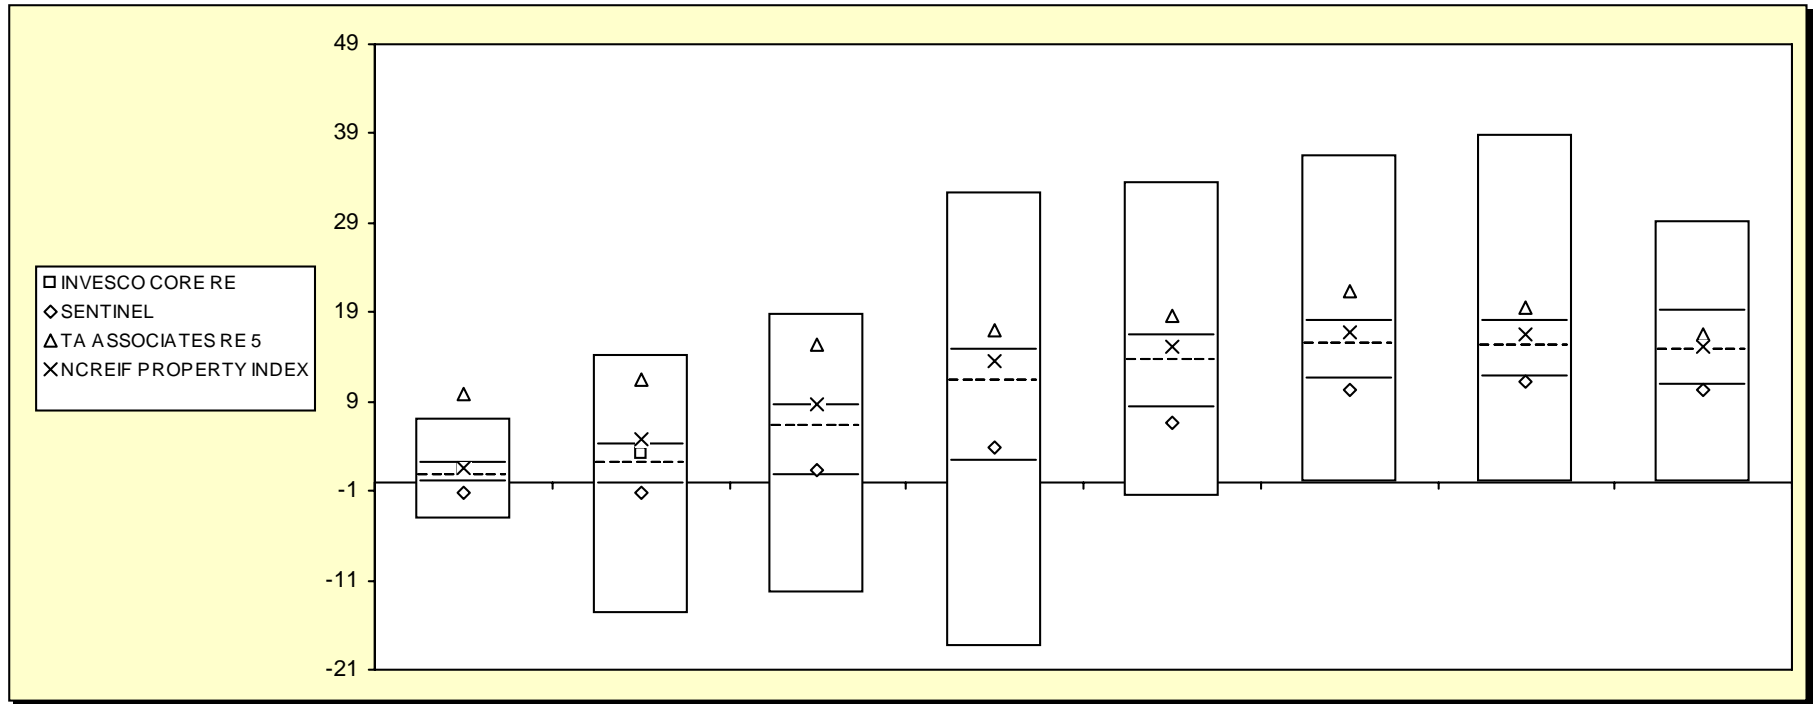 49
39
29
19
9
-1
-11
-21
INVESCO CORE RE
SENTINEL
TA ASSOCIATES RE 5
NCREIF PROPERTY INDEX